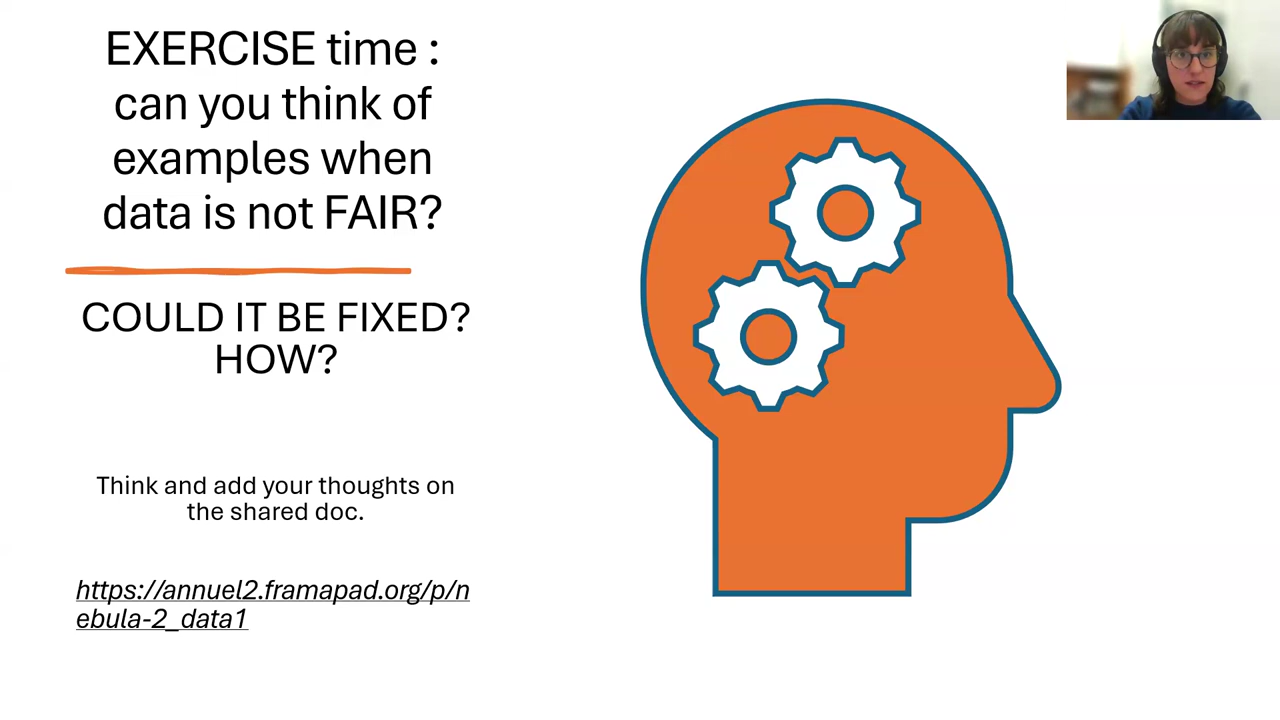 EXERCISE time :
can you think of
examples when
data is not FAIR?
COULD IT BE FIXED?
HOW?
Think and add your thoughts on
the shared doc.
https://annuel2.framapad.org/p/n
ebula-2_data1